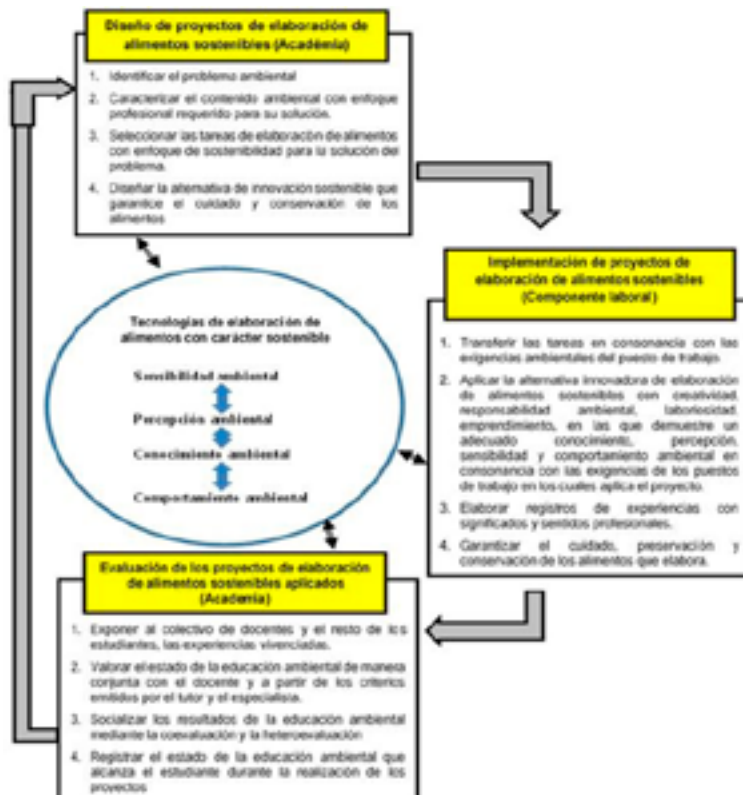 Diseño de proyectos de elaboración de
alimentos sostenibles (Académia)
1. Identificar el problema ambiental
2. Caracterizar el contenido ambiental con enfoque
profesional requerido para su solución.
3. Seleccionar las tareas de elaboración de alimentos
con enfoque de sostenibilidad para la solución del
problema.
4. Diseñar la alternativa de innovación sostenible que
garantice el cuidado y conservación de los
alimentos
Implementación de proyectos de
elaboración de alimentos sostenibles
(Componente laboral)
1. Transferir las tareas en consonancia con las
exigencias ambientales del puesto de trabajo.
2. Aplicar la alternativa innovadora de elaboración
de alimentos sostenibles con creatividad,
responsabilidad ambiental, laboriosidad,
emprendimiento, en las que demuestre un
adecuado conocimiento, percepción,
sensibilidad y comportamiento ambiental en
consonancia con las exigencias de los puestos
de trabajo en los cuales aplica el proyecto.
3. Elaborar registros de experiencias con
significados y sentidos profesionales.
4. Garantizar el cuidado, preservación y
conservación de los alimentos que elabora.
Tecnologías de elaboración de
alimentos con carácter sostenible
Sensibilidad ambiental
Percepción ambiental
Conocimiento ambiental
Comportamiento ambiental
Evaluación de los proyectos de elaboración
de alimentos sostenibles aplicados
(Academia)
1. Exponer al colectivo de docentes y el resto de los
estudiantes, las experiencias vivenciadas.
2. Valorar el estado de la educación ambiental de manera
conjunta con el docente y a partir de los criterios
emitidos por el tutor y el especialista.
3. Socializar los resultados de la educación ambiental
mediante la coevaluación y la heteroevaluación
4. Registrar el estado de la educación ambiental que
alcanza el estudiante durante la realización de los
proyectos